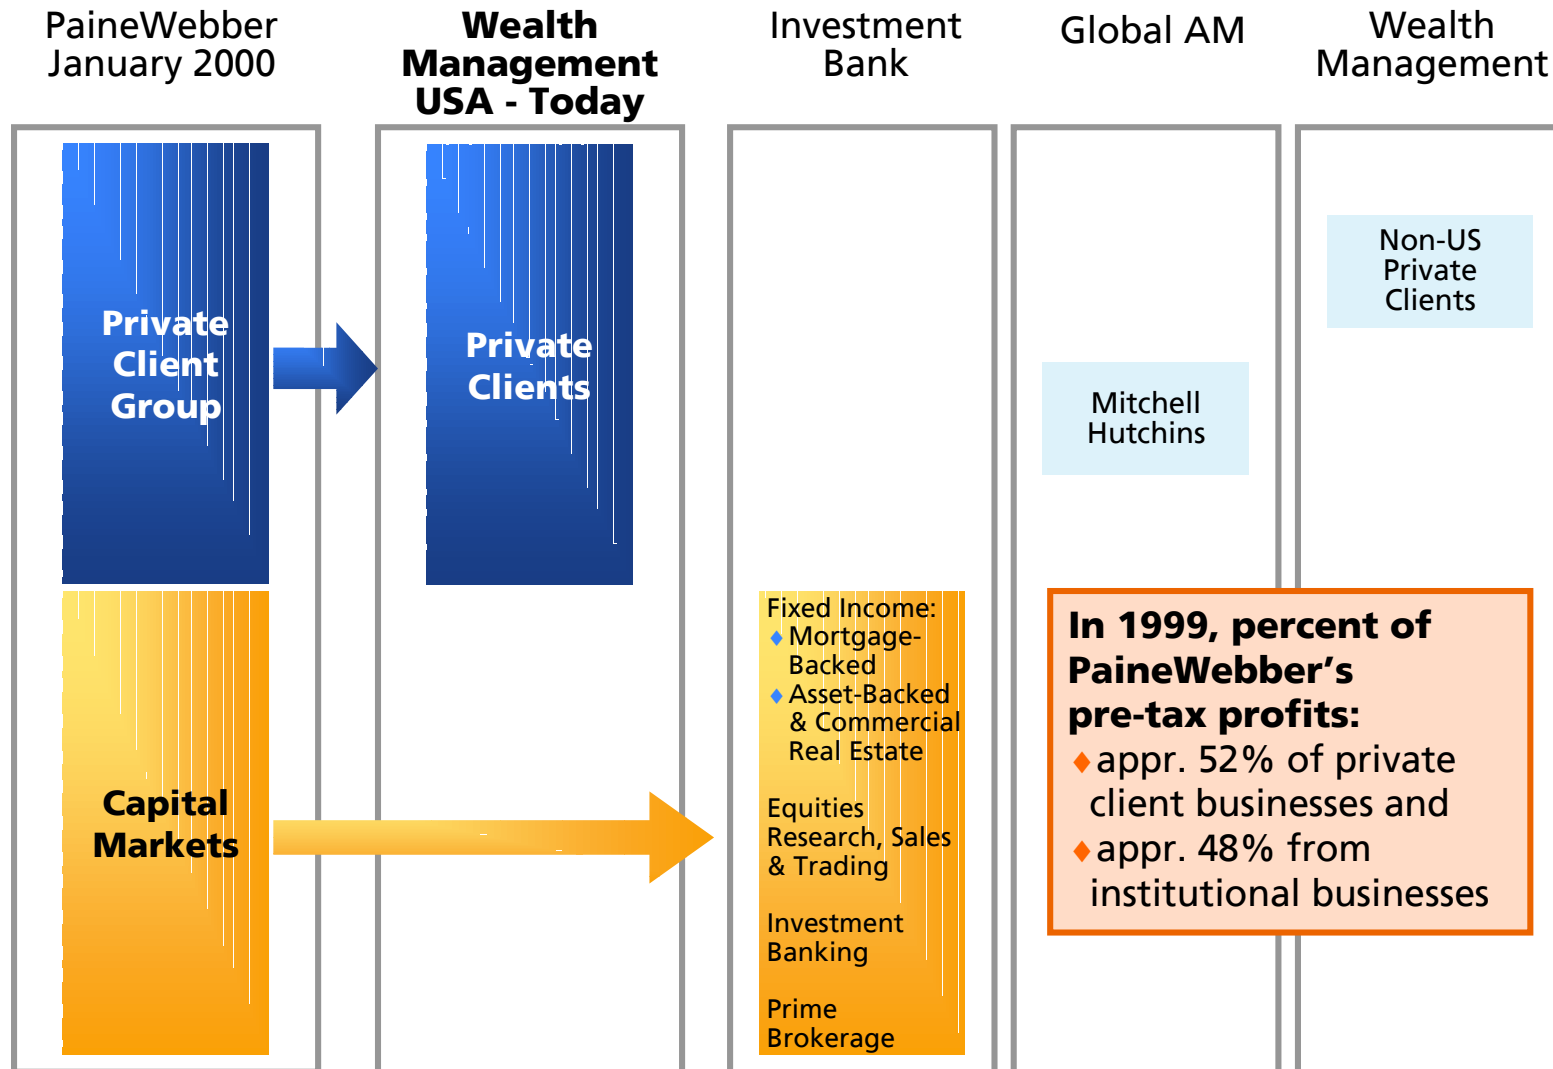 PaineWebber
January 2000
Wealth
Management
USA - Today
Investment
Bank
Global AM
Wealth
Management
Private
Client
Group
Private
Clients
Non-US
Private
Clients
Mitchell
Hutchins
Capital
Markets
Fixed Income:
♦ Mortgage-
Backed
♦ Asset-Backed
& Commercial
Real Estate
Equities
Research, Sales
& Trading
Investment
Banking
Prime
Brokerage
In 1999, percent of
PaineWebber’s
pre-tax profits:
♦ appr. 52% of private
client businesses and
♦ appr. 48% from
institutional businesses